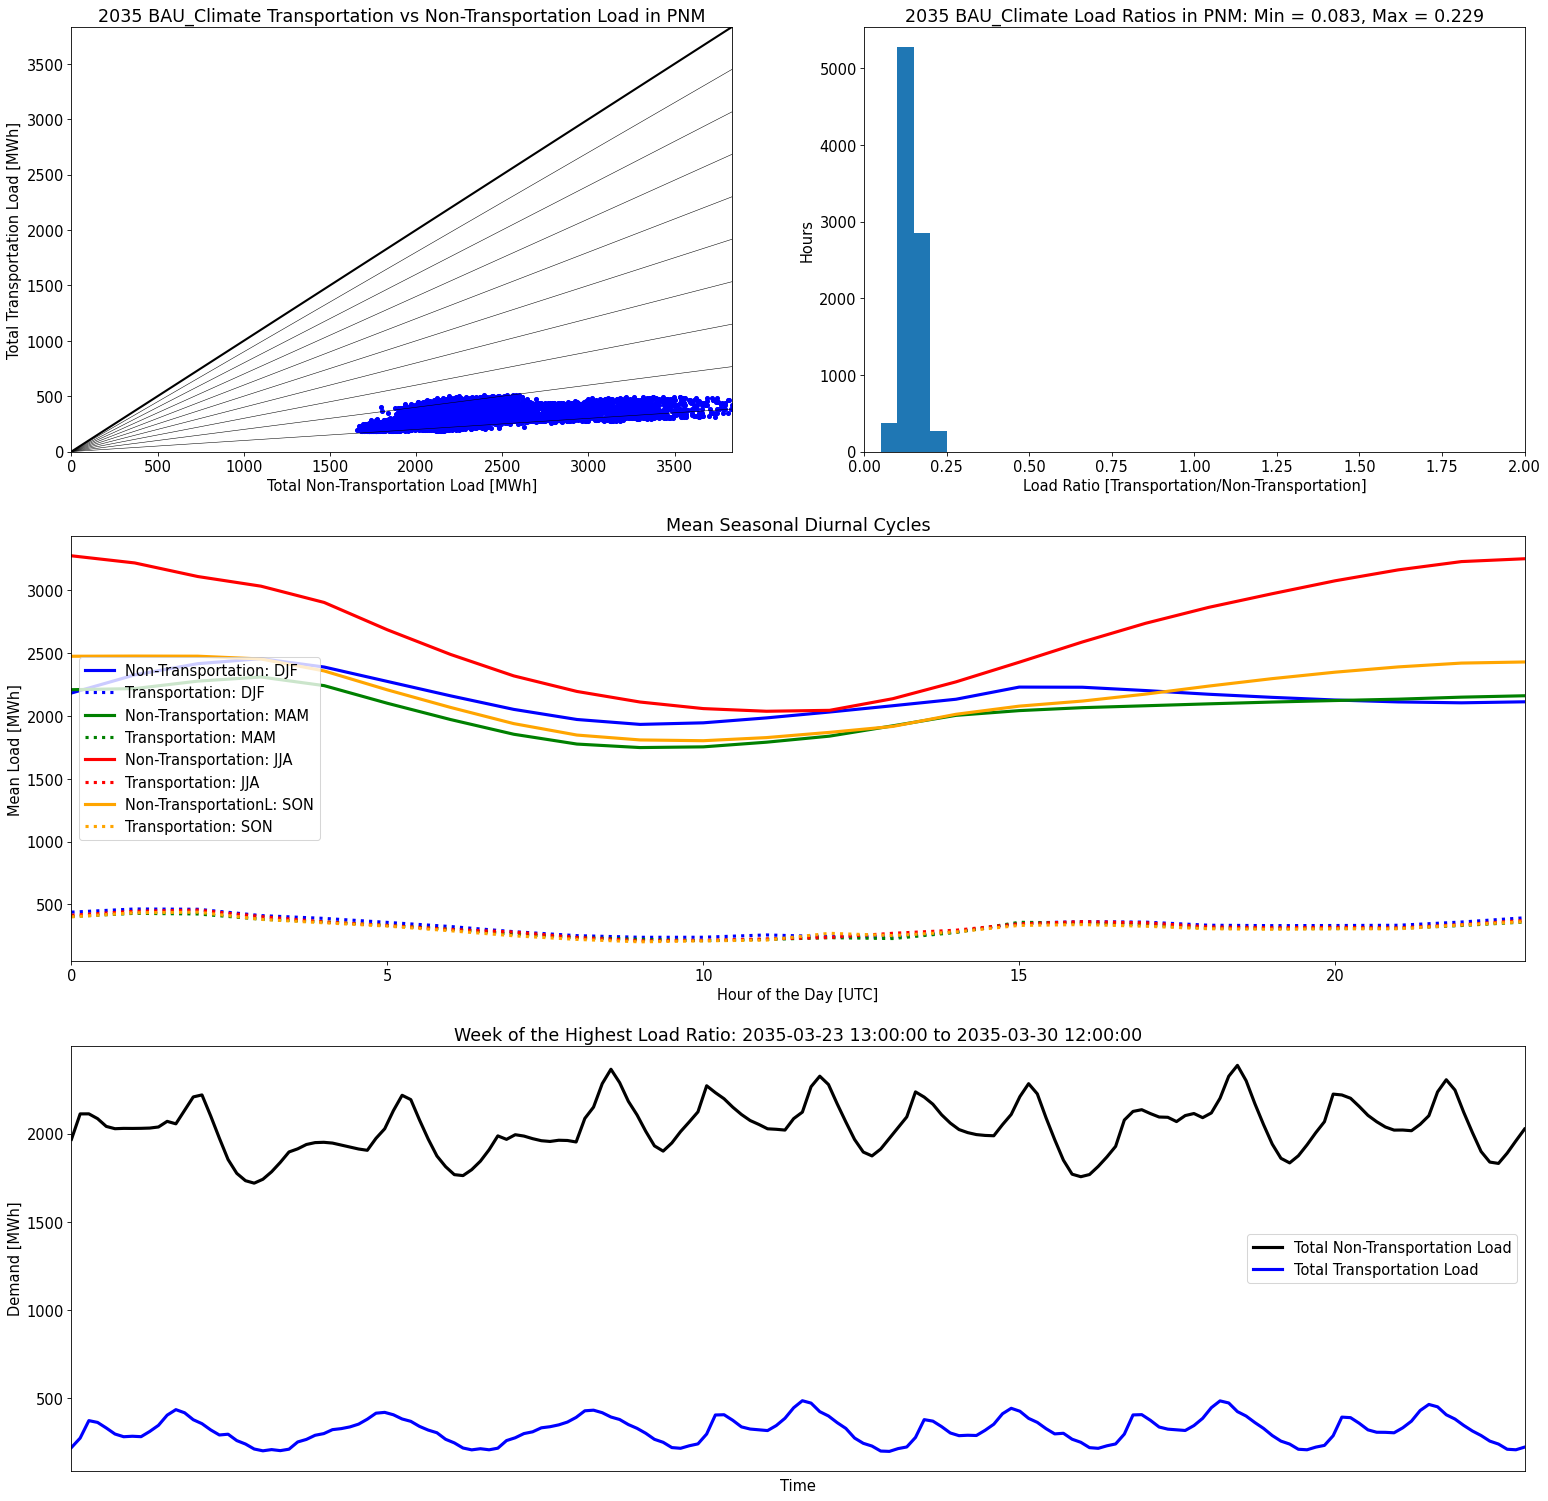 2035 BAU_Climate Transportation vs Non-Transportation Load in PNM
Total Transportation Load [MWh]
3500
3000
2500
2000
1500
1000
500
0
0 500 1000 1500 2000 2500 3000 3500
Total Non-Transportation Load [MWh]
2035 BAU_Climate Load Ratios in PNM: Min = 0.083, Max = 0.229
Hours
5000
4000
3000
2000
1000
0
0.00 0.25 0.50 0.75 1.00 1.25 1.50 1.75 2.00
Load Ratio [Transportation/Non-Transportation]
Mean Seasonal Diurnal Cycles
Mean Load [MWh]
3000
2500
2000
1500
1000
500
Non-Transportation: DJF
Transportation: DJF
Non-Transportation: MAM
Transportation: MAM
Non-Transportation: JJA
Transportation: JJA
Non-TransportationL: SON
Transportation: SON
0 5 10 15 20
Hour of the Day [UTC]
Week of the Highest Load Ratio: 2035-03-23 13:00:00 to 2035-03-30 12:00:00
Demand [MWh]
2000
1500
1000
500
Total Non-Transportation Load
Total Transportation Load
Time